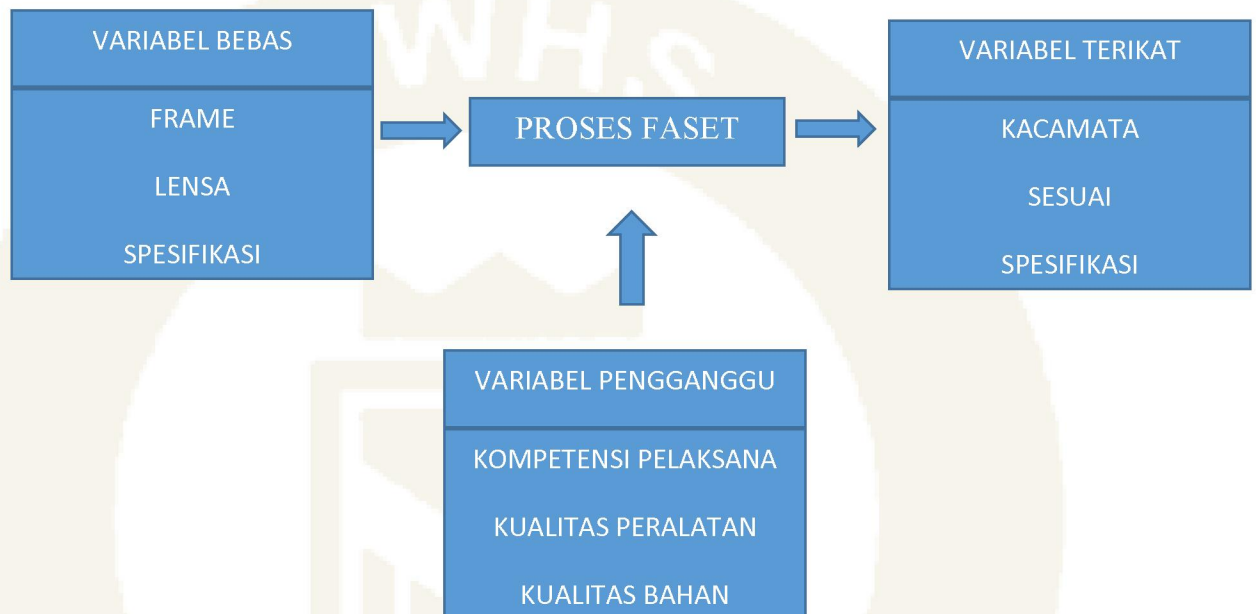 VARIABEL BEBAS
FRAME
LENSA
SPESIFIKASI
PROSES FASET
VARIABEL TERIKAT
KACAMATA
SESUAI
SPESIFIKASI
VARIABEL PENGGANGGU
KOMPETENSI PELAKSANA
KUALITAS PERALATAN
KUALITAS BAHAN